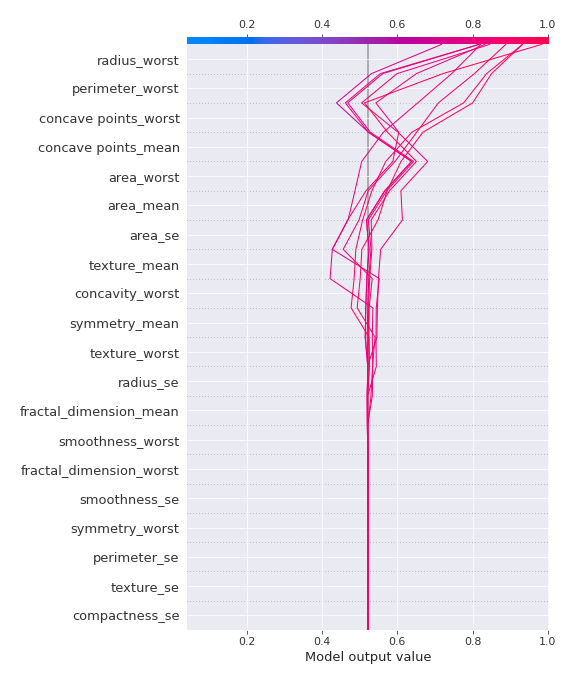 0.2 0.4 0.6 0.8 1.0
radius_worst
perimeter_worst
concave points_worst
concave points_mean
area_worst
area_mean
area_se
texture_mean
concavity_worst
symmetry_mean
texture_worst
radius_se
fractal_dimension_mean
smoothness_worst
fractal_dimension_worst
smoothness_se
symmetry_worst
perimeter_se
texture_se
compactness_se
0.2 0.4 0.6 0.8 1.0
Model output value